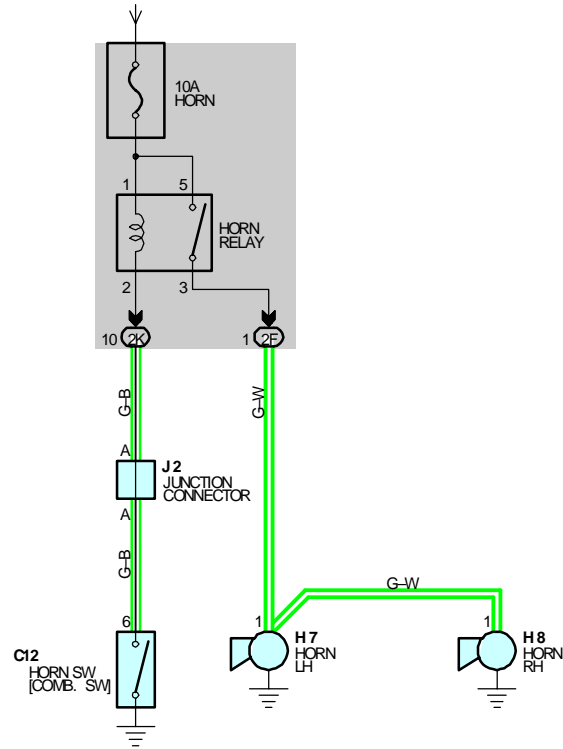 10A
HORN
1
5
HORN
RELAY
2
3
10
2K
1
2F
G–B
G–W
A
J2
JUNCTION
CONNECTOR
A
G–B
G–W
6
1
1
C12
HORN SW
[COMB. SW]
H7
HORN
LH
H8
HORN
RH